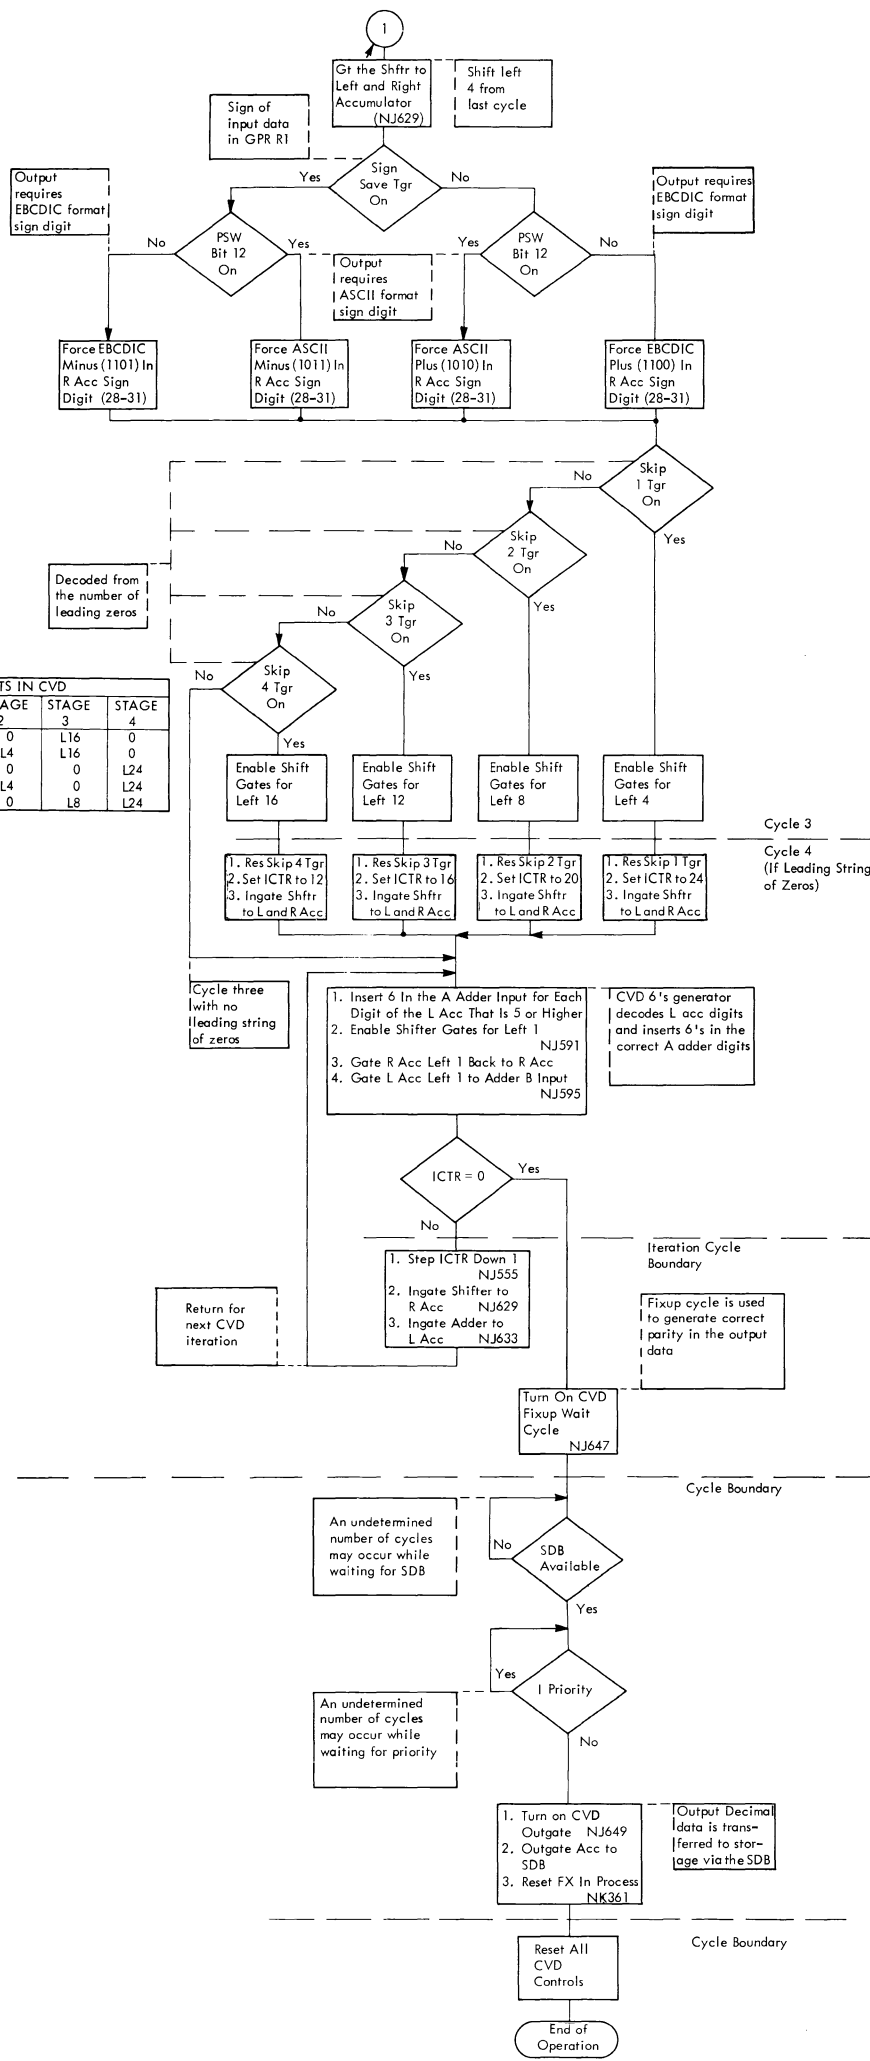 1
Gt the Shftr to
Left and Right
Accumulator
(NJ629)
Shift left
4 from
last cycle
Sign of
input data
in GPR R1
Sign
Save Tgr
On
Yes
No
Output
requires
EBCDIC format
sign digit
Output requires
EBCDIC format
sign digit
PSW
Bit 12
On
No
Yes
PSW
Bit 12
On
Yes
No
Output
requires
ASCII format
sign digit
Force EBCDIC
Minus (1101) In
R Acc Sign
Digit (28-31)
Force ASCII
Minus (1011) In
R Acc Sign
Digit (28-31)
Force ASCII
Plus (1010) In
R Acc Sign
Digit (28-31)
Force EBCDIC
Plus (1100) In
R Acc Sign
Digit (28-31)
Skip
1 Tgr
On
No
Yes
Skip
2 Tgr
On
No
Yes
Decoded from
the number of
leading zeros
Skip
3 Tgr
On
No
Yes
Skip
4 Tgr
On
No
Yes
TS IN CVD
AGE STAGE STAGE
2 3 4
0 L16 0
L4 L16 0
0 0 L24
L4 0 L24
0 L8 L24
Enable Shift
Gates for
Left 16
Enable Shift
Gates for
Left 12
Enable Shift
Gates for
Left 8
Enable Shift
Gates for
Left 4
Cycle 3
Cycle 4
(If Leading String
of Zeros)
1. Res Skip 4 Tgr
2. Set ICTR to 12
3. Ingate Shftr
to L and R Acc
1. Res Skip 3 Tgr
2. Set ICTR to 16
3. Ingate Shftr
to L and R Acc
1. Res Skip 2 Tgr
2. Set ICTR to 20
3. Ingate Shftr
to L and R Acc
1. Res Skip 1 Tgr
2. Set ICTR to 24
3. Ingate Shftr
to L and R Acc
Cycle three
with no
leading string
of zeros
1. Insert 6 In the A Adder Input for Each
Digit of the L Acc That Is 5 or Higher
2. Enable Shifter Gates for Left 1
NJ591
3. Gate R Acc Left 1 Back to R Acc
4. Gate L Acc Left 1 to Adder B Input
NJ595
CVD 6's generator
decodes L acc digits
and inserts 6's in the
correct A adder digits
ICTR = 0
Yes
No
Iteration Cycle
Boundary
1. Step ICTR Down 1
NJ555
2. Ingate Shifter to
R Acc NJ629
3. Ingate Adder to
L Acc NJ633
Return for
next CVD
iteration
Fixup cycle is used
to generate correct
parity in the output
data
Turn On CVD
Fixup Wait
Cycle
NJ647
Cycle Boundary
An undetermined
number of cycles
may occur while
waiting for SDB
No
SDB
Available
Yes
Yes
I Priority
No
An undetermined
number of cycles
may occur while
waiting for priority
1. Turn on CVD
Outgate NJ649
2. Outgate Acc to
SDB
3. Reset FX In Process
NK361
Output Decimal
data is trans-
ferred to stor-
age via the SDB
Cycle Boundary
Reset All
CVD
Controls
End of
Operation